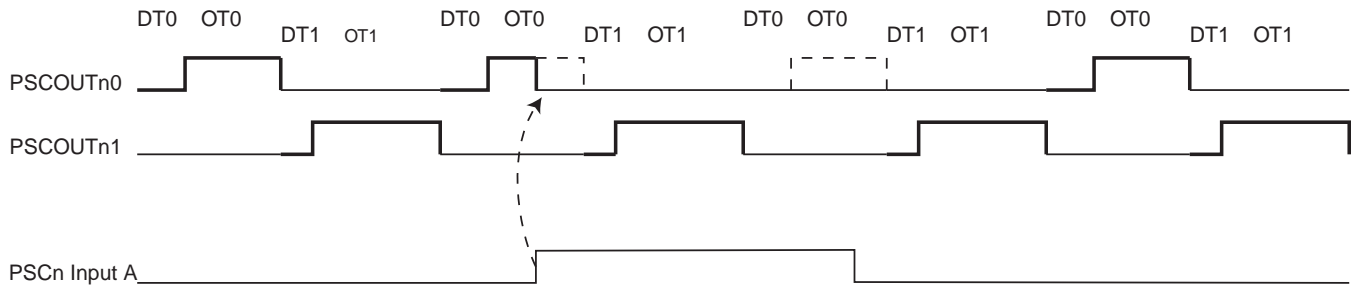 DT0 OT0 DT0 OT0 DT0 OT0 DT0 OT0
DT1 OT1 DT1 OT1 DT1 OT1 DT1 OT1
PSCOUTn0
PSCOUTn1
PSCn Input A